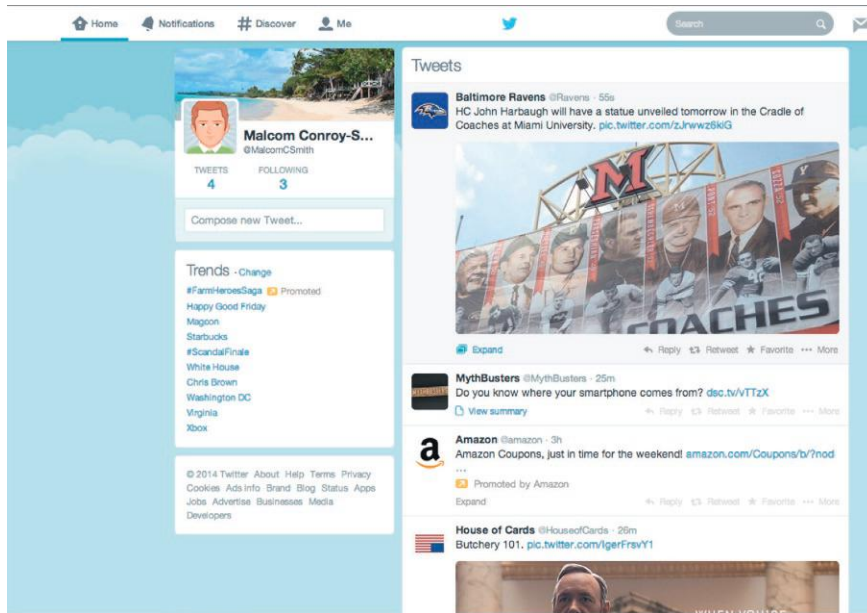 Home Notifications # Discover Me
Search
Malcom Conroy-S...
@MalcomCSmith
TWEETS FOLLOWING
4 3
Compose new Tweet...
Trends · Change
#FarmHeroesSaga Promoted
Happy Good Friday
Magcon
Starbucks
#ScandalFinale
White House
Chris Brown
Washington DC
Virginia
Xbox
© 2014 Twitter About Help Terms Privacy
Cookies Ads info Brand Blog Status Apps
Jobs Advertise Businesses Media
Developers
Tweets
Baltimore Ravens @Ravens · 55s
HC John Harbaugh will have a statue unveiled tomorrow in the Cradle of
Coaches at Miami University. pic.twitter.com/zJrwwz6kiG
M
COACHES
Expand Reply Retweet Favorite More
MythBusters @MythBusters · 25m
Do you know where your smartphone comes from? dsc.tv/vTTzX
View summary Reply Retweet Favorite More
Amazon @amazon · 3h
Amazon Coupons, just in time for the weekend! amazon.com/Coupons/b/?nod
...
Promoted by Amazon
Expand Reply Retweet Favorite More
House of Cards @HouseofCards · 26m
Butchery 101. pic.twitter.com/IgerFrsvY1